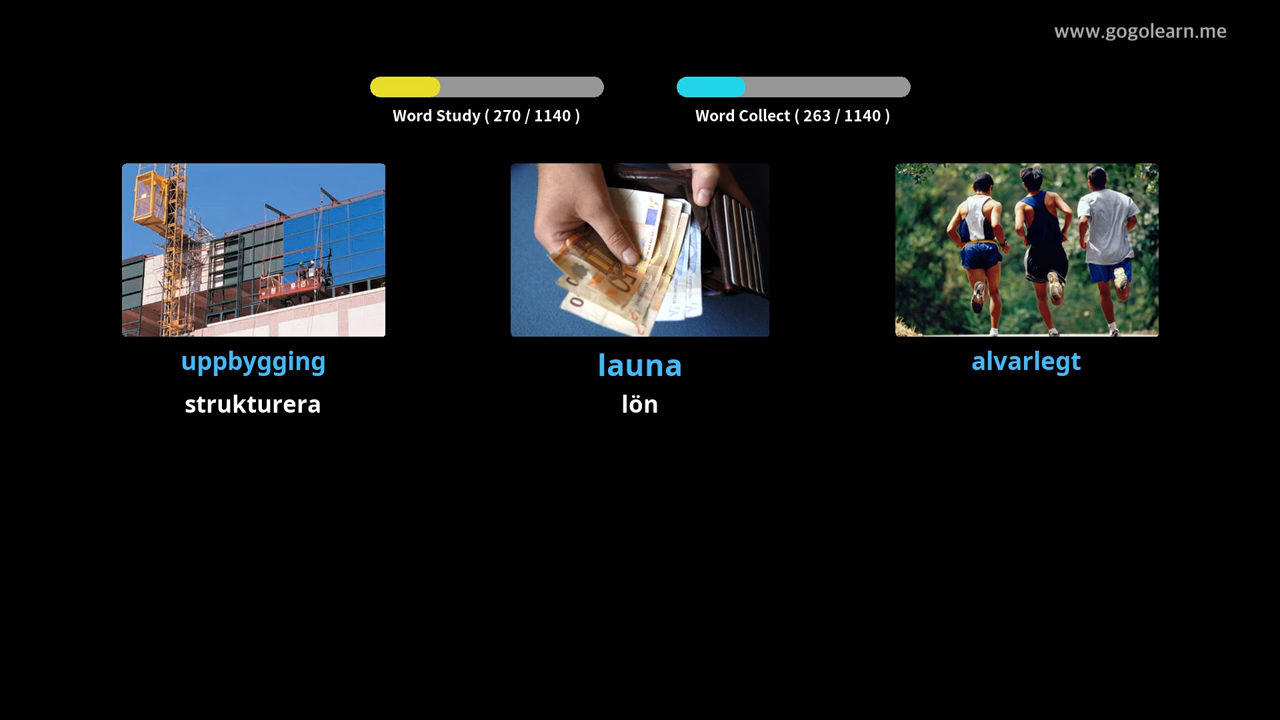 www.gogolearn.me
Word Study ( 270 / 1140 )
Word Collect ( 263 / 1140 )
uppbygging
launa
alvarlegt
strukturera
lön